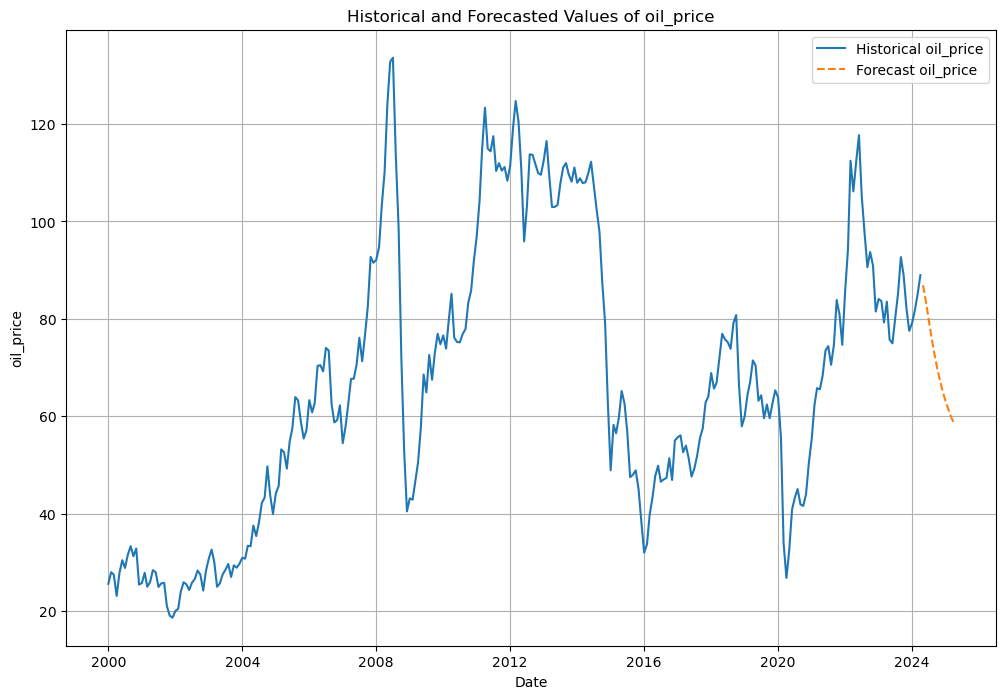 Historical and Forecasted Values of oil_price
Historical oil_price
Forecast oil_price
oil_price
120
100
80
60
40
20
2000 2004 2008 2012 2016 2020 2024
Date